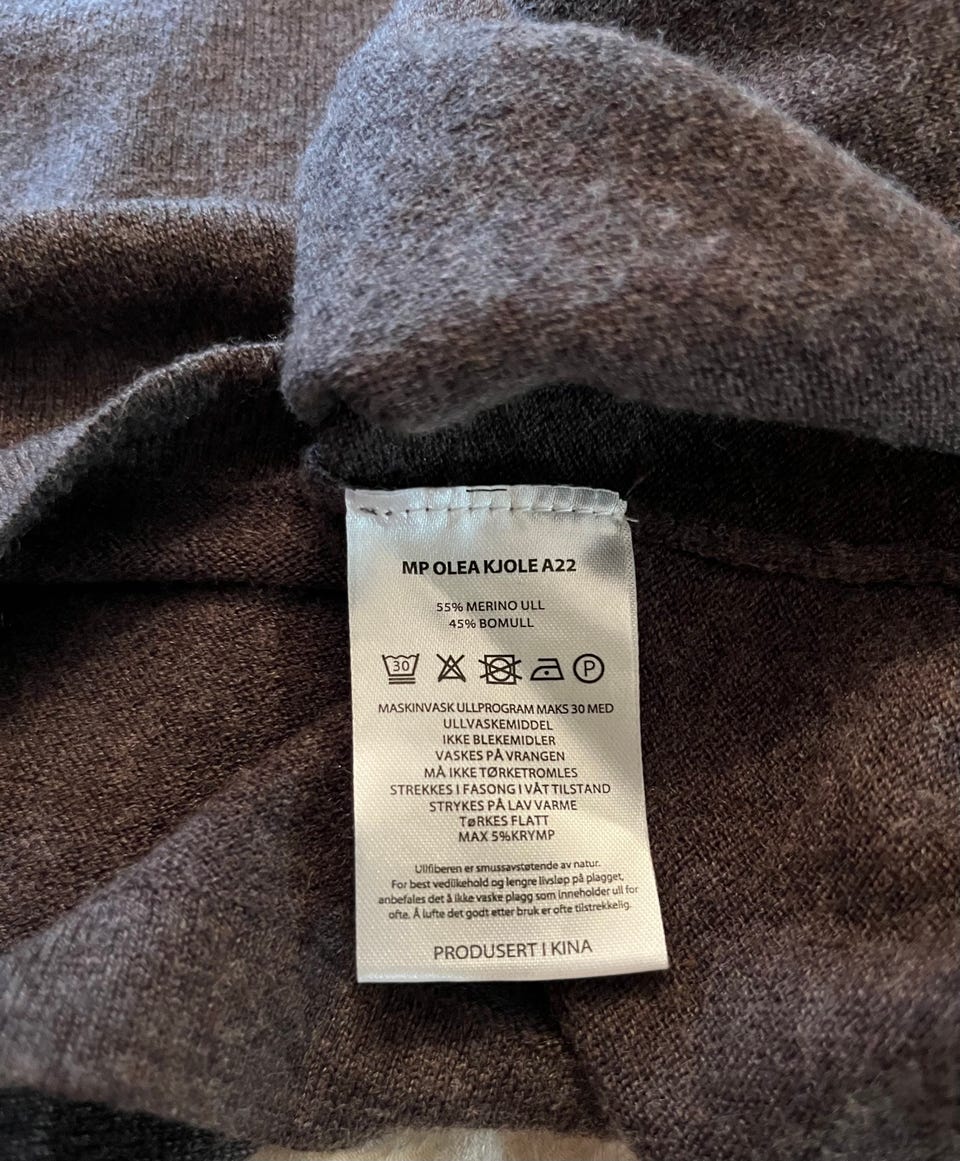 MP OLEA KJOLE A22
55% MERINO ULL
45% BOMULL
30 P
MASKINVASK ULLPROGRAM MAKS 30 MED
ULLVASKEMIDDEL
IKKE BLEKEMIDLER
VASKES PÅ VRANGEN
MÅ IKKE TØRKETROMLES
STREKKES I FASONG I VÅT TILSTAND
STRYKES PÅ LAV VARME
TøRKES FLATT
MAX 5%KRYMP
Ullfiberen er smussavstøtende av natur.
For best vedlikehold og lengre livsløp på plagget,
anbefales det å ikke vaske plagg som inneholder ull for
ofte. Å lufte det godt etter bruk er ofte tilstrekkelig.
PRODUSERT I KINA